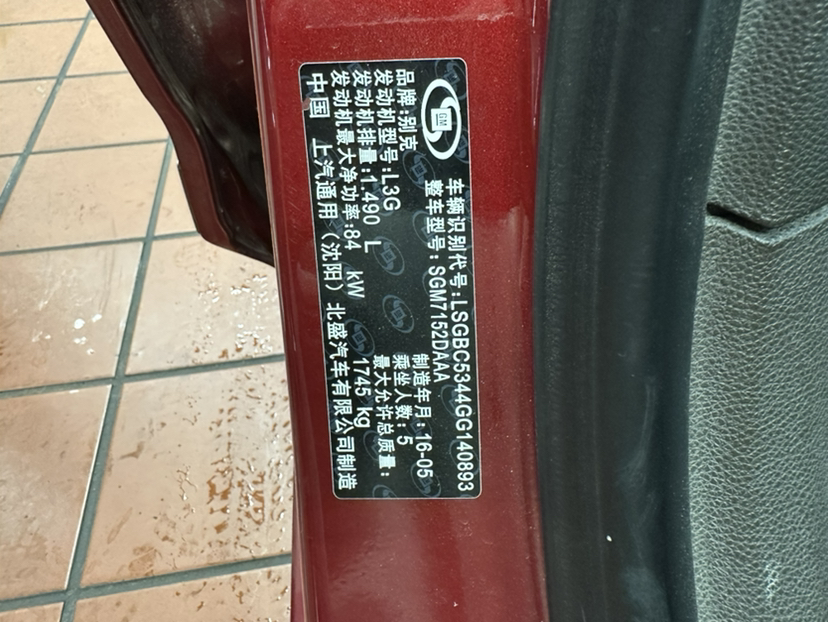 GM
车辆识别代号:LSGBC5344GG140893
整车型号:SGM7152DAAA
品牌:别克 制造年月:16-05
发动机型号:L3G 乘坐人数:5
发动机排量:1.490 L 最大允许总质量:
发动机最大净功率:84 kW 1745 kg
中国 上汽通用(沈阳)北盛汽车有限公司制造